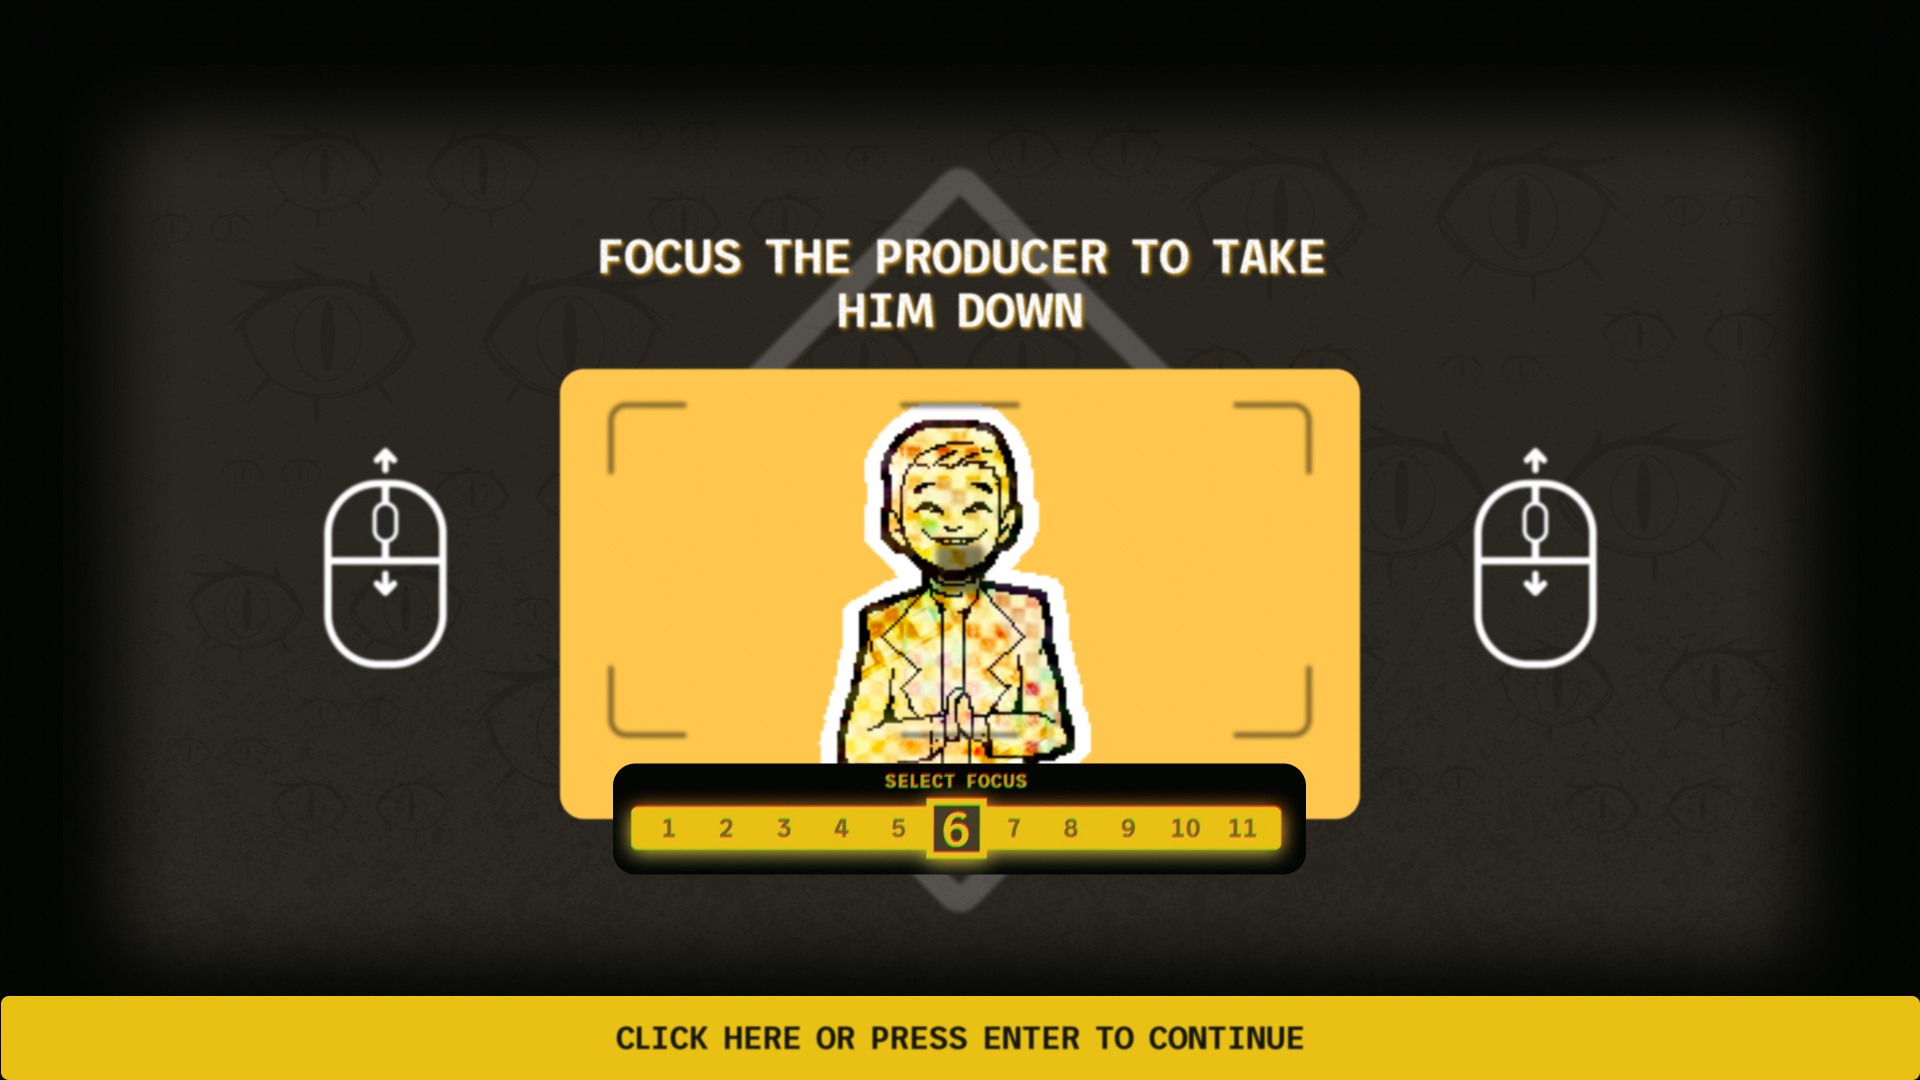 FOCUS THE PRODUCER TO TAKE
HIM DOWN
SELECT FOCUS
1 2 3 4 5 6 7 8 9 10 11
CLICK HERE OR PRESS ENTER TO CONTINUE